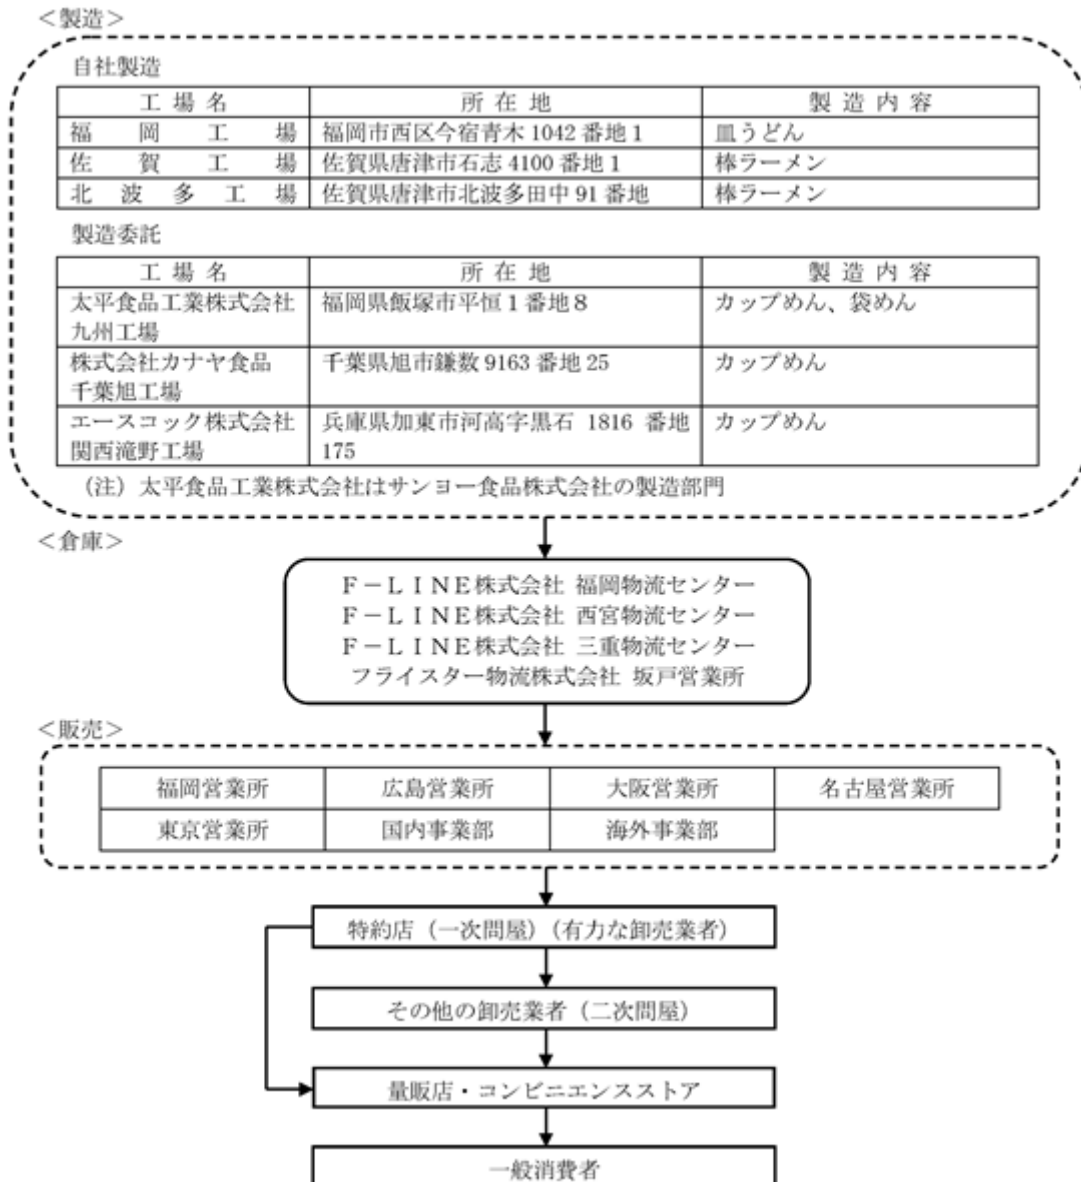 ＜製造＞
自社製造
工場名 所在地 製造内容
福岡工場 福岡市西区今宿青木 1042 番地 1 皿うどん
佐賀工場 佐賀県唐津市石志 4100 番地 1 棒ラーメン
北波多工場 佐賀県唐津市北波多田中 91 番地 棒ラーメン
製造委託
工場名 所在地 製造内容
太平食品工業株式会社 福岡県飯塚市平恒 1 番地 8 カップめん、袋めん
九州工場
株式会社カナヤ食品 千葉県旭市鎌数 9163 番地 25 カップめん
千葉旭工場
エースコック株式会社 兵庫県加東市河高字黒石 1816 番地 カップめん
関西滝野工場 175
（注）太平食品工業株式会社はサンヨー食品株式会社の製造部門
＜倉庫＞
Ｆ－ＬＩＮＥ株式会社 福岡物流センター
Ｆ－ＬＩＮＥ株式会社 西宮物流センター
Ｆ－ＬＩＮＥ株式会社 三重物流センター
フライスター物流株式会社 坂戸営業所
＜販売＞
福岡営業所 広島営業所 大阪営業所 名古屋営業所
東京営業所 国内事業部 海外事業部
特約店（一次問屋）（有力な卸売業者）
その他の卸売業者（二次問屋）
量販店・コンビニエンスストア
一般消費者